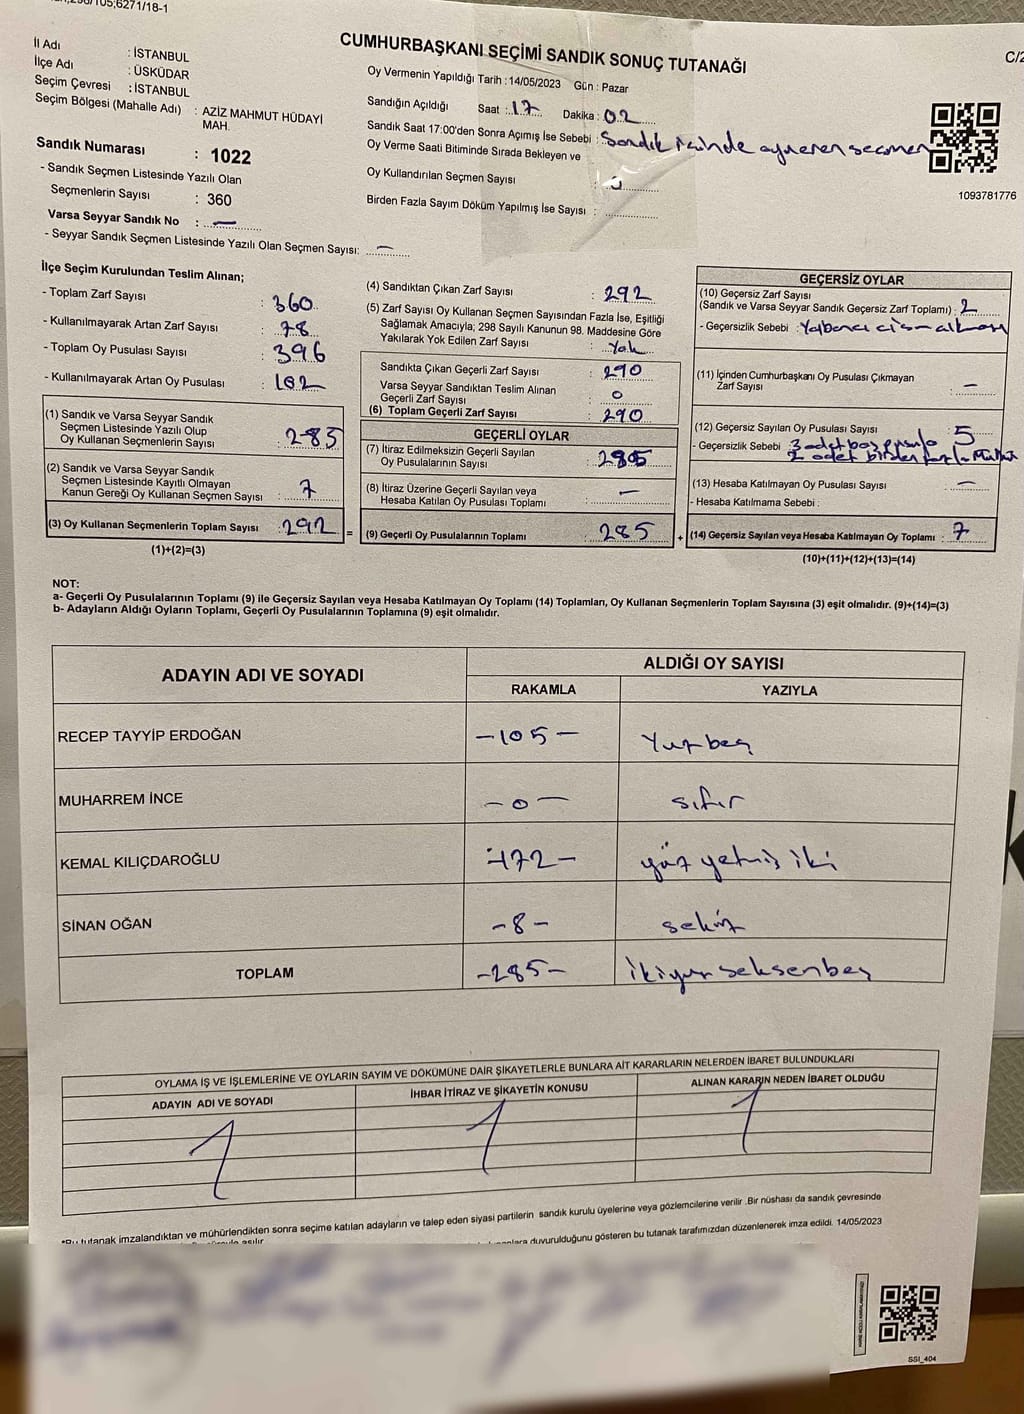 6271/18-1
CUMHURBAŞKANI SEÇİMİ SANDIK SONUÇ TUTANAĞI
C/2
İl Adı : İSTANBUL
İlçe Adı : ÜSKÜDAR
Seçim Çevresi : İSTANBUL
Seçim Bölgesi (Mahalle Adı) : AZİZ MAHMUT HÜDAYİ
MAH.
Sandık Numarası : 1022
- Sandık Seçmen Listesinde Yazılı Olan
Seçmenlerin Sayısı : 360
Varsa Seyyar Sandık No : —
- Seyyar Sandık Seçmen Listesinde Yazılı Olan Seçmen Sayısı: —
Oy Vermenin Yapıldığı Tarih : 14/05/2023 Gün : Pazar
Sandığın Açıldığı Saat : 17 Dakika : 02
Sandık Saat 17:00'den Sonra Açımış İse Sebebi : Sandık içinde oy veren seçmen
Oy Verme Saati Bitiminde Sırada Bekleyen ve
Oy Kullandırılan Seçmen Sayısı :
Birden Fazla Sayım Döküm Yapılmış İse Sayısı :
1093781776
İlçe Seçim Kurulundan Teslim Alınan;
- Toplam Zarf Sayısı : 360
- Kullanılmayarak Artan Zarf Sayısı : 78
- Toplam Oy Pusulası Sayısı : 396
- Kullanılmayarak Artan Oy Pusulası : 102
(1) Sandık ve Varsa Seyyar Sandık
Seçmen Listesinde Yazılı Olup
Oy Kullanan Seçmenlerin Sayısı : 285
(2) Sandık ve Varsa Seyyar Sandık
Seçmen Listesinde Kayıtlı Olmayan
Kanun Gereği Oy Kullanan Seçmen Sayısı : 7
(3) Oy Kullanan Seçmenlerin Toplam Sayısı : 292 =
(1)+(2)=(3)
(4) Sandıktan Çıkan Zarf Sayısı : 292
(5) Zarf Sayısı Oy Kullanan Seçmen Sayısından Fazla İse, Eşitliği
Sağlamak Amacıyla; 298 Sayılı Kanunun 98. Maddesine Göre
Yakılarak Yok Edilen Zarf Sayısı : Yok
Sandıkta Çıkan Geçerli Zarf Sayısı : 290
Varsa Seyyar Sandıktan Teslim Alınan
Geçerli Zarf Sayısı : 0
(6) Toplam Geçerli Zarf Sayısı : 290
GEÇERLİ OYLAR
(7) İtiraz Edilmeksizin Geçerli Sayılan
Oy Pusulalarının Sayısı : 285
(8) İtiraz Üzerine Geçerli Sayılan veya
Hesaba Katılan Oy Pusulası Toplamı : —
(9) Geçerli Oy Pusulalarının Toplamı : 285 +
GEÇERSİZ OYLAR
(10) Geçersiz Zarf Sayısı
(Sandık ve Varsa Seyyar Sandık Geçersiz Zarf Toplamı) : 2
- Geçersizlik Sebebi : Yabancı cisim
(11) İçinden Cumhurbaşkanı Oy Pusulası Çıkmayan
Zarf Sayısı : —
(12) Geçersiz Sayılan Oy Pusulası Sayısı : 5
- Geçersizlik Sebebi : 3 adet boş pusula
2 adet birden fazla mühür
(13) Hesaba Katılmayan Oy Pusulası Sayısı : —
- Hesaba Katılmama Sebebi :
(14) Geçersiz Sayılan veya Hesaba Katılmayan Oy Toplamı : 7
(10)+(11)+(12)+(13)=(14)
NOT:
a- Geçerli Oy Pusulalarının Toplamı (9) ile Geçersiz Sayılan veya Hesaba Katılmayan Oy Toplamı (14) Toplamları, Oy Kullanan Seçmenlerin Toplam Sayısına (3) eşit olmalıdır. (9)+(14)=(3)
b- Adayların Aldığı Oyların Toplamı, Geçerli Oy Pusulalarının Toplamına (9) eşit olmalıdır.
ADAYIN ADI VE SOYADI ALDIĞI OY SAYISI
RAKAMLA YAZIYLA
RECEP TAYYİP ERDOĞAN -105- Yüzbeş
MUHARREM İNCE -0- sıfır
KEMAL KILIÇDAROĞLU -172- yüz yetmiş iki
SİNAN OĞAN -8- sekiz
TOPLAM -285- İkiyüz seksenbeş
OYLAMA İŞ VE İŞLEMLERİNE VE OYLARIN SAYIM VE DÖKÜMÜNE DAİR ŞİKAYETLERLE BUNLARA AİT KARARLARIN NELERDEN İBARET BULUNDUKLARI
ADAYIN ADI VE SOYADI İHBAR İTİRAZ VE ŞİKAYETİN KONUSU ALINAN KARARIN NEDEN İBARET OLDUĞU
*Bu tutanak imzalandıktan ve mühürlendikten sonra seçime katılan adayların ve talep eden siyasi partilerin sandık kurulu üyelerine veya gözlemcilerine verilir .Bir nüshası da sandık çevresinde
duyurulduğunu gösteren bu tutanak tarafımızdan düzenlenerek imza edildi. 14/05/2023
SSI_404